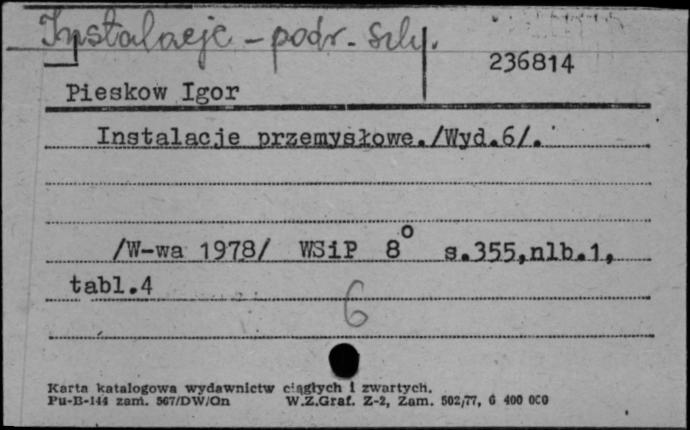 Instalacje - podr. szk.
236814
Pieskow Igor
Instalacje przemysłowe./Wyd.6/.
/W-wa 1978/ WSiP 8° s.355,nlb.1,
tabl.4
6
Karta katalogowa wydawnictw ciągłych i zwartych.
Pu-B-144 zam. 567/DW/On W.Z.Graf. Z-2, Zam. 502/77, 6 400 000